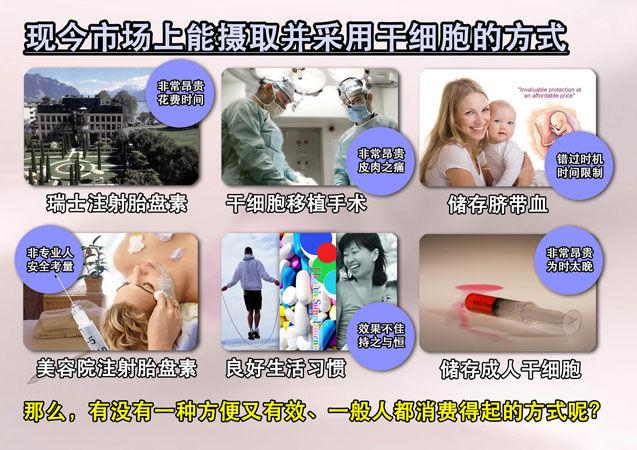 现今市场上能摄取并采用干细胞的方式
非常昂贵
花费时间
瑞士注射胎盘素
非常昂贵
皮肉之痛
干细胞移植手术
"Invaluable protection at
an affordable price"
错过时机
时间限制
储存脐带血
非专业人
安全考量
美容院注射胎盘素
Health Supplement
效果不佳
持之与恒
良好生活习惯
非常昂贵
为时太晚
储存成人干细胞
那么，有没有一种方便又有效、一般人都消费得起的方式呢？